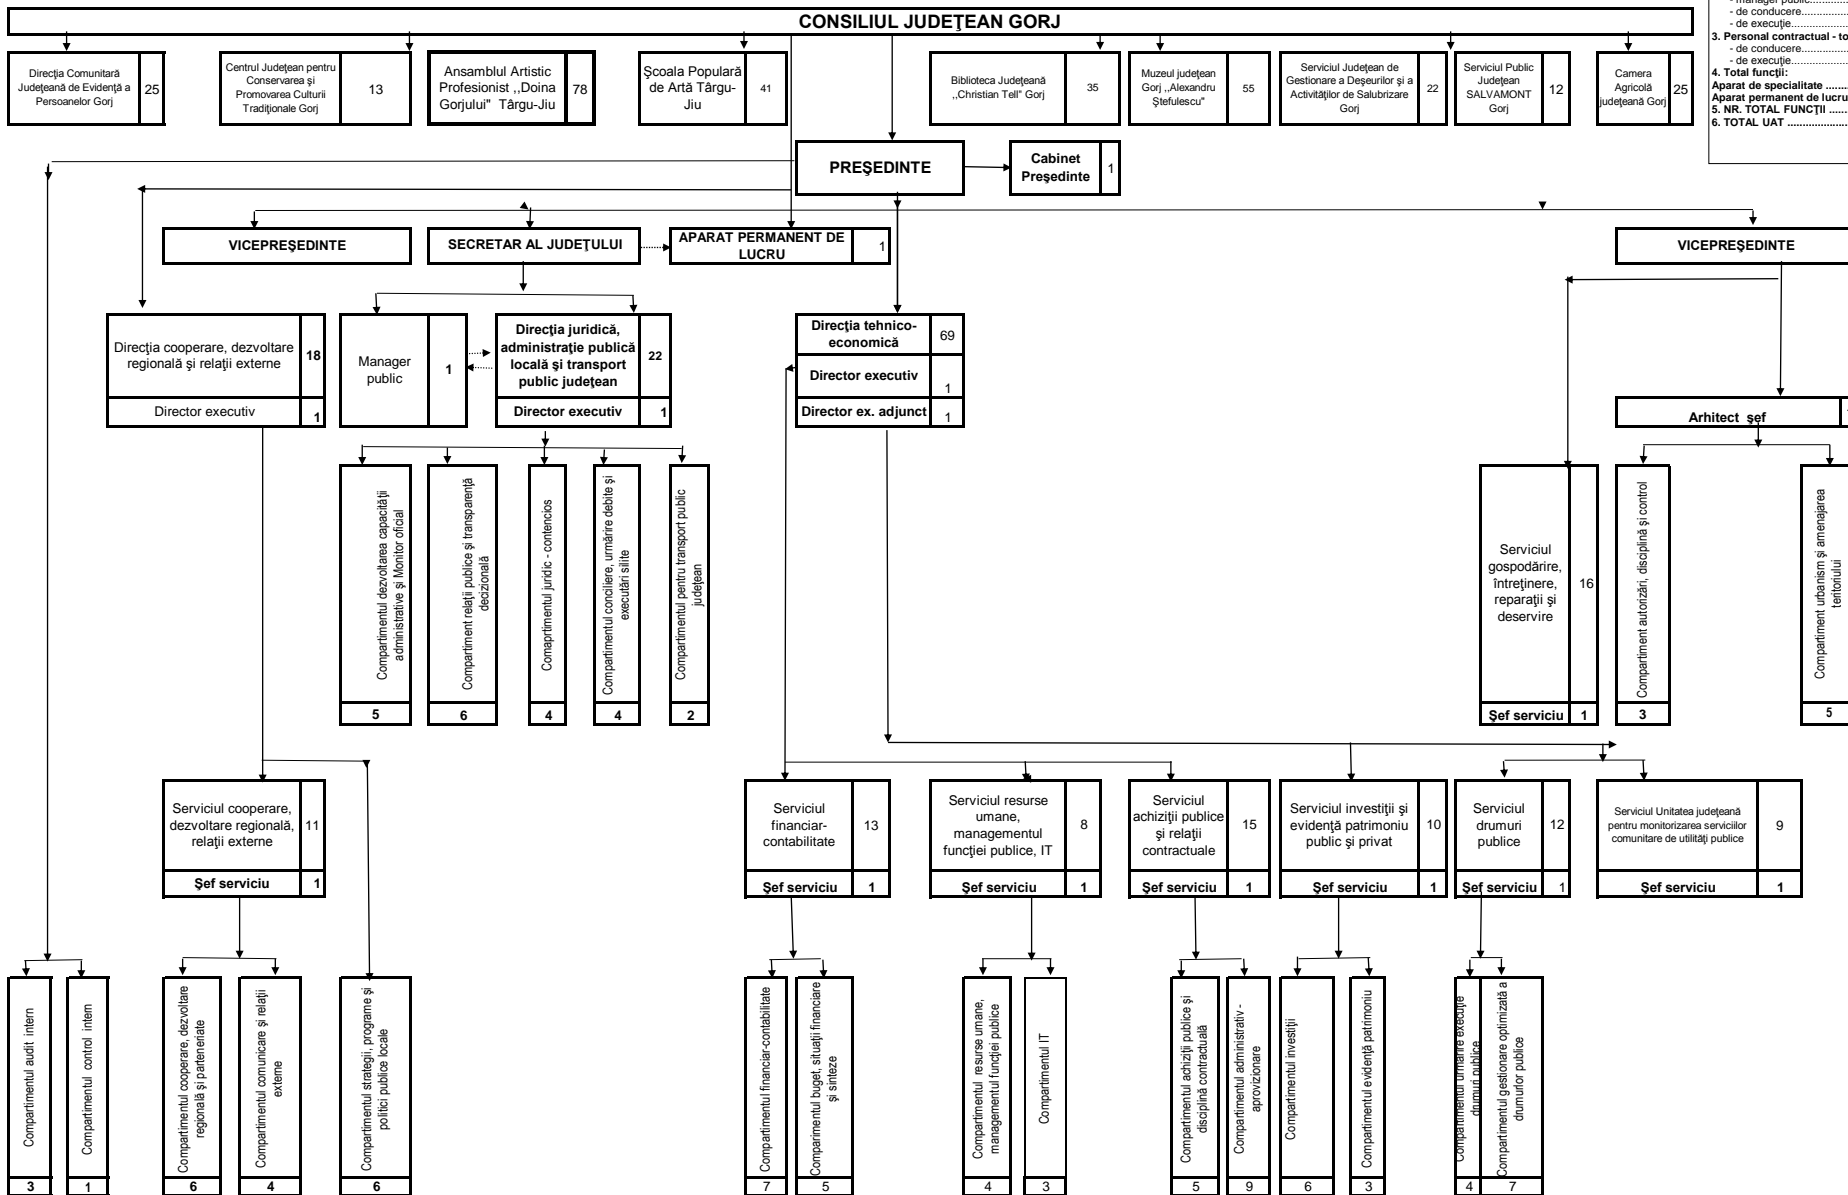 CONSILIUL JUDEŢEAN GORJ
- manager public
- de conducere
- de execuţie
3. Personal contractual - to
- de conducere
- de execuţie
4. Total funcţii:
Aparat de specialitate
Aparat permanent de lucru
5. NR. TOTAL FUNCŢII
6. TOTAL UAT
Direcţia Comunitară
Judeţeană de Evidenţă a
Persoanelor Gorj
25
Centrul Judeţean pentru
Conservarea şi
Promovarea Culturii
Tradiţionale Gorj
13
Ansamblul Artistic
Profesionist ,,Doina
Gorjului" Târgu-Jiu
78
Şcoala Populară
de Artă Târgu-
Jiu
41
Biblioteca Judeţeană
,,Christian Tell" Gorj
35
Muzeul judeţean
Gorj ,,Alexandru
Ştefulescu"
55
Serviciul Judeţean de
Gestionare a Deşeurilor şi a
Activităţilor de Salubrizare
Gorj
22
Serviciul Public
Judeţean
SALVAMONT
Gorj
12
Camera
Agricolă
judeţeană Gorj
25
PREŞEDINTE
Cabinet
Preşedinte
1
VICEPREŞEDINTE
SECRETAR AL JUDEŢULUI
APARAT PERMANENT DE
LUCRU
1
VICEPREŞEDINTE
Direcţia cooperare, dezvoltare
regională şi relaţii externe
18
Director executiv
1
Manager
public
1
Direcţia juridică,
administraţie publică
locală şi transport
public judeţean
22
Director executiv
1
Direcţia tehnico-
economică
69
Director executiv
1
Director ex. adjunct
1
Arhitect şef
Compartimentul dezvoltarea capacităţii
administrative şi Monitor oficial
5
Compartiment relaţii publice şi transparenţă
decizională
6
Comaprtimentul juridic - contencios
4
Compartimentul conciliere, urmărire debite şi
executări silite
4
Compartimentul pentru transport public
judeţean
2
Serviciul
gospodărire,
întreţinere,
reparaţii şi
deservire
16
Şef serviciu
1
Compartiment autorizări, disciplină şi control
3
Compartiment urbanism şi amenajarea
teritoriului
5
Serviciul cooperare,
dezvoltare regională,
relaţii externe
11
Şef serviciu
1
Serviciul
financiar-
contabilitate
13
Şef serviciu
1
Serviciul resurse
umane,
managementul
funcţiei publice, IT
8
Şef serviciu
1
Serviciul
achiziţii publice
şi relaţii
contractuale
15
Şef serviciu
1
Serviciul investiţii şi
evidenţă patrimoniu
public şi privat
10
Şef serviciu
1
Serviciul
drumuri
publice
12
Şef serviciu
1
Serviciul Unitatea judeţeană
pentru monitorizarea serviciilor
comunitare de utilităţi publice
9
Şef serviciu
1
Compartimentul audit intern
3
Compartimentul control intern
1
Compartimentul cooperare, dezvoltare
regională şi parteneriate
6
Compartimentul comunicare şi relaţii
externe
4
Compartimentul strategii, programe şi
politici publice locale
6
Compartimentul financiar-contabilitate
7
Comparimentul buget, situaţii financiare
şi sinteze
5
Compartimentul resurse umane,
managementul funcţiei publice
4
Compartimentul IT
3
Compartimentul achiziţii publice şi
disciplină contractuală
5
Compartimentul administrativ -
aprovizionare
9
Compartimentul investiţii
6
Compartimentul evidenţă patrimoniu
3
Compartimentul urmărire execuţie
drumuri publice
4
Compartimentul gestionare optimizată a
drumurlor publice
7